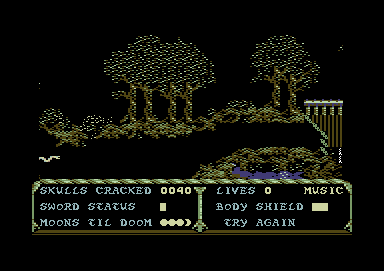 SKULLS CRACKED 0040 LIVES 0 MUSIC
SWORD STATUS BODY SHIELD
MOONS TIL DOOM TRY AGAIN